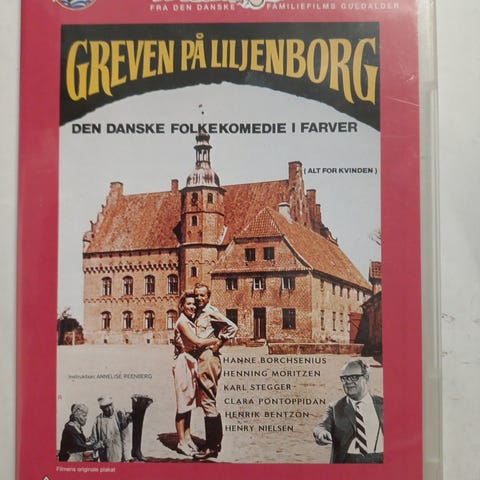 FRA DEN DANSKE FAMILIEFILMS GULDALDER
GREVEN PÅ LILJENBORG
DEN DANSKE FOLKEKOMEDIE I FARVER
( ALT FOR KVINDEN )
HANNE BORCHSENIUS
HENNING MORITZEN
KARL STEGGER
CLARA PONTOPPIDAN
HENRIK BENTZON
HENRY NIELSEN
Instruktion: ANNELISE REENBERG
Filmens originale plakat